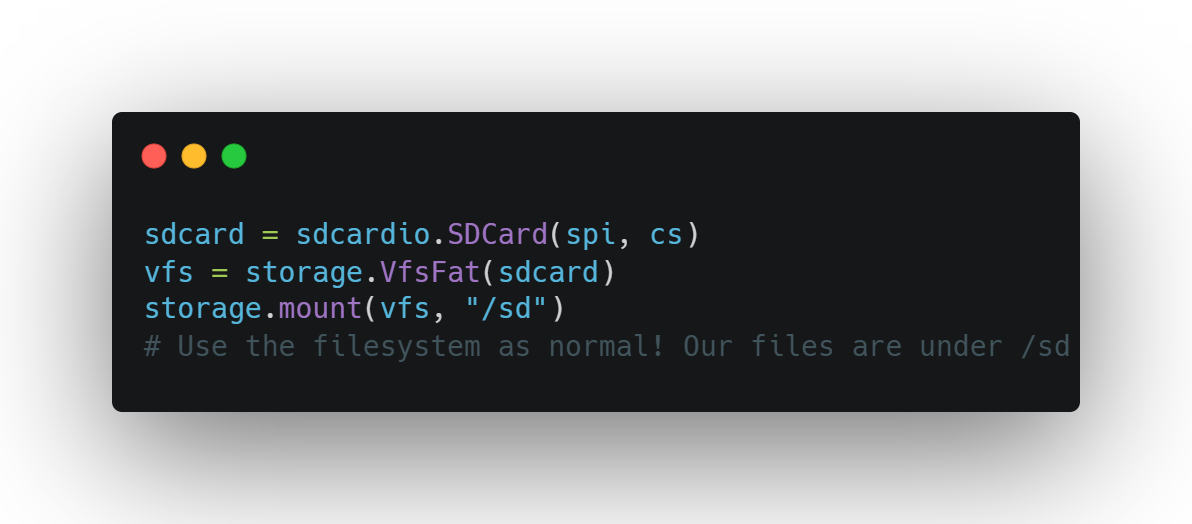 sdcard = sdcardio.SDCard(spi, cs)
vfs = storage.VfsFat(sdcard)
storage.mount(vfs, "/sd")
# Use the filesystem as normal! Our files are under /sd